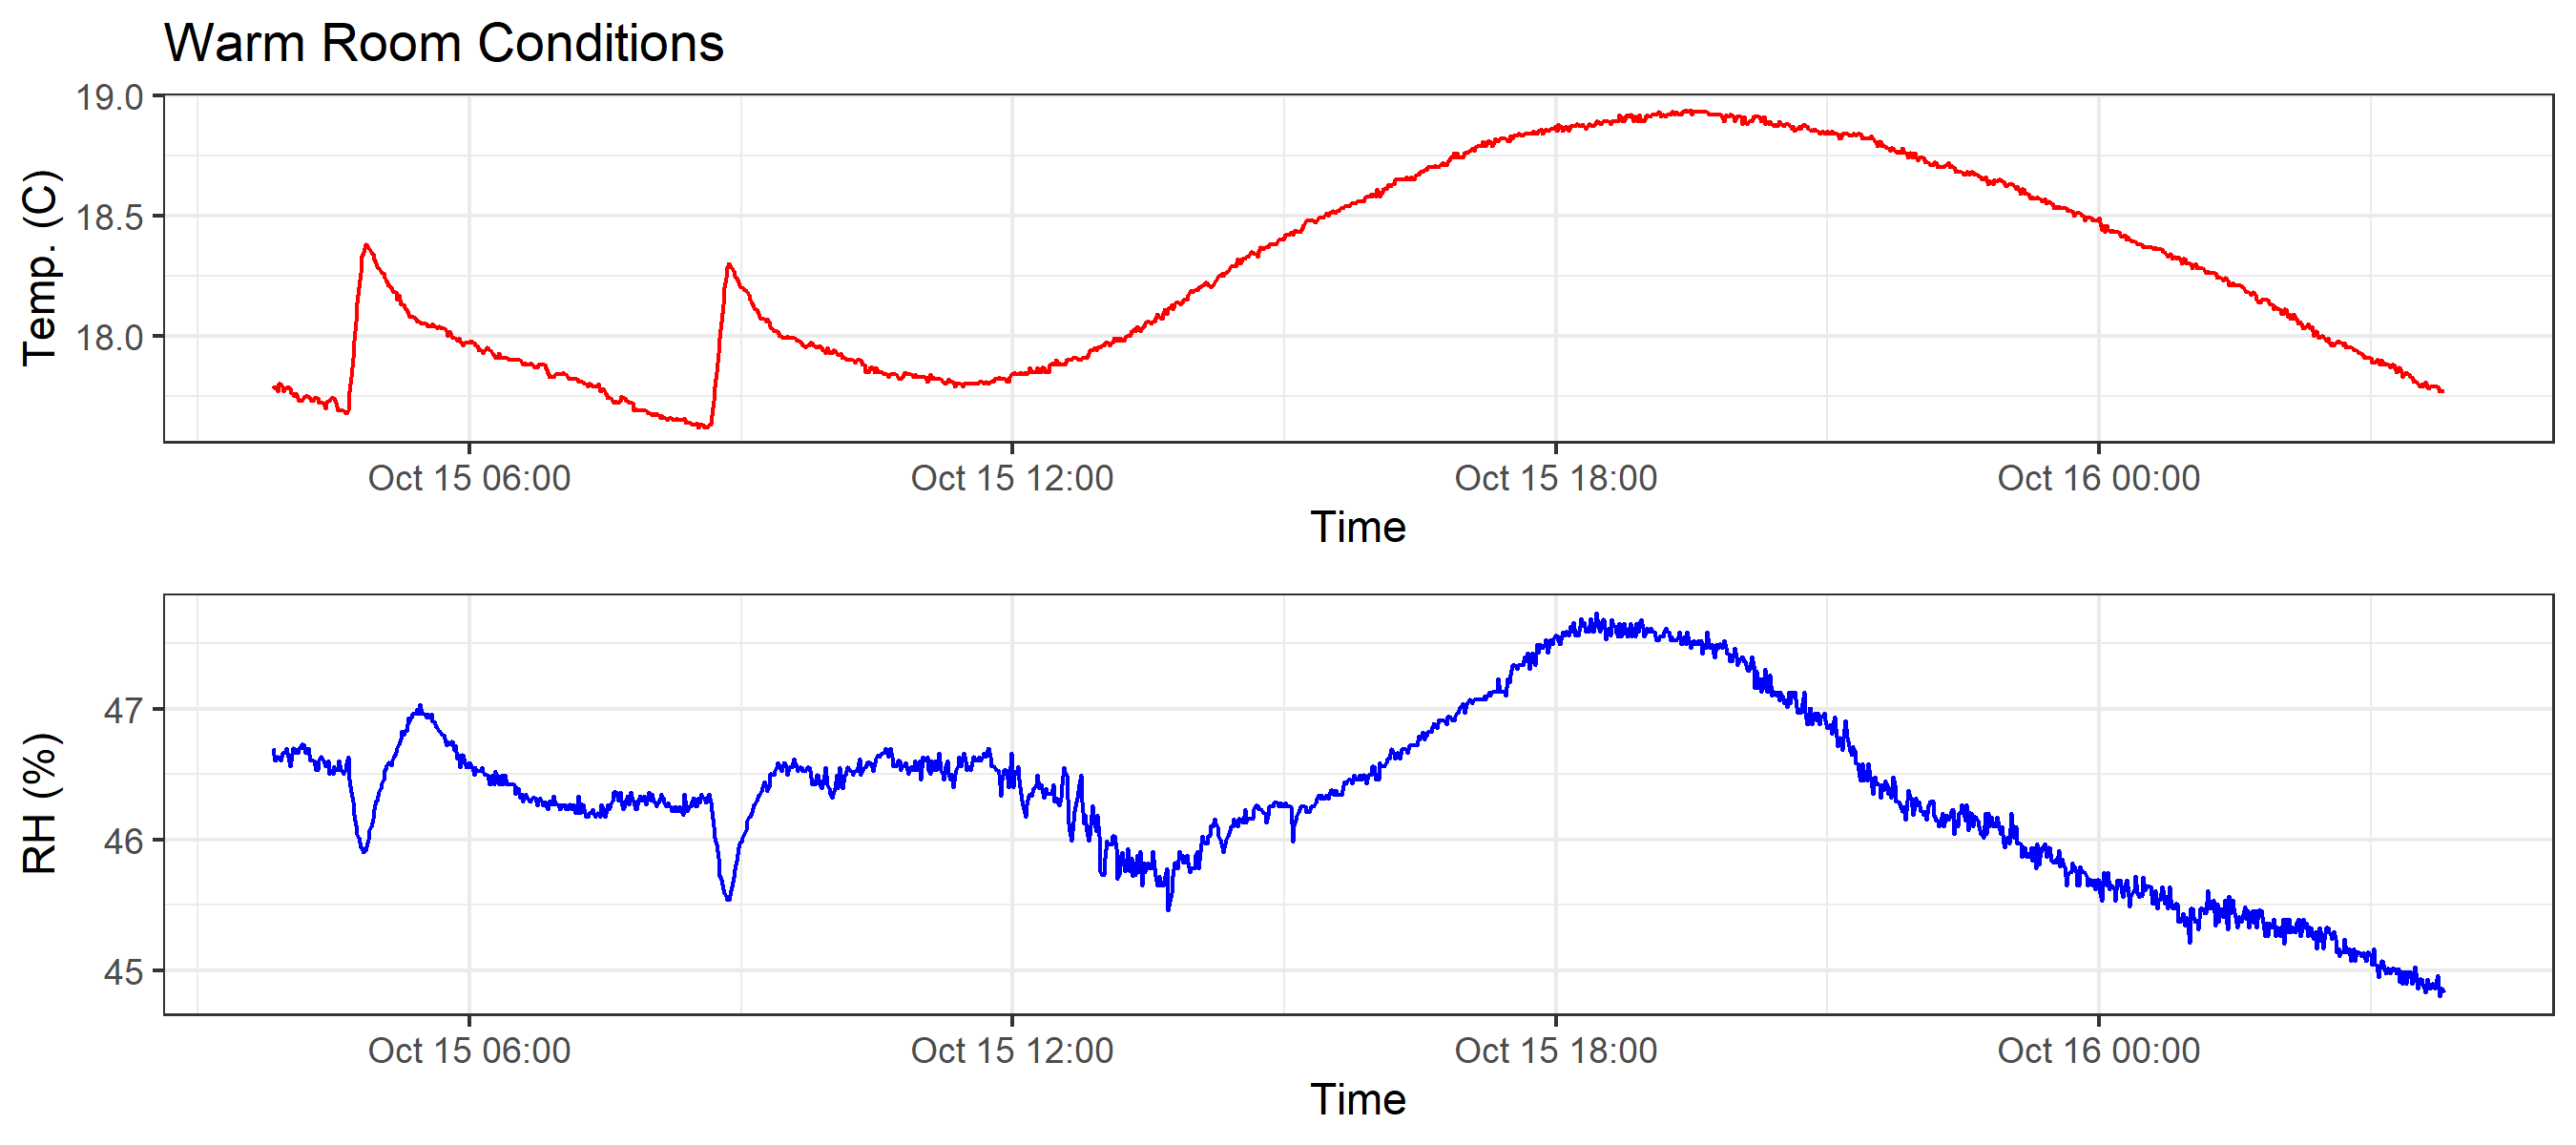 Warm Room Conditions
Temp. (C)
19.0
18.5
18.0
Oct 15 06:00 Oct 15 12:00 Oct 15 18:00 Oct 16 00:00
Time
RH (%)
47
46
45
Oct 15 06:00 Oct 15 12:00 Oct 15 18:00 Oct 16 00:00
Time